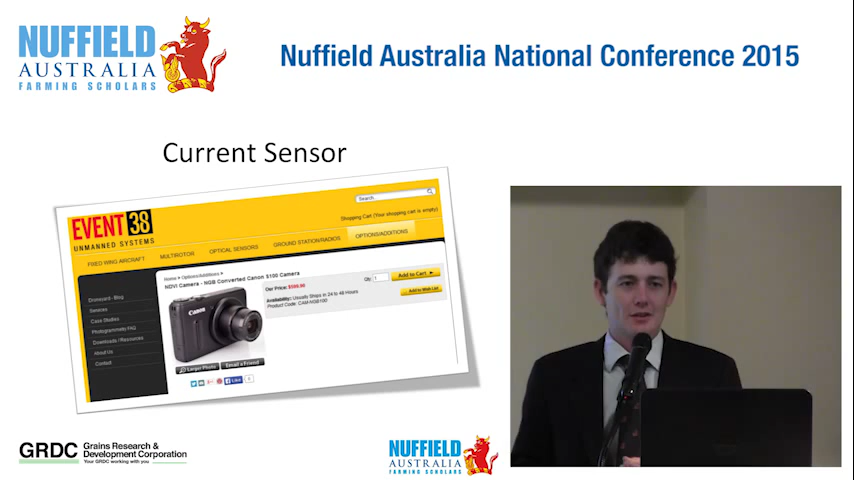 NUFFIELD
AUSTRALIA
FARMING SCHOLARS
Nuffield Australia National Conference 2015
Current Sensor
EVENT 38
UNMANNED SYSTEMS
Search
Shopping Cart (Your shopping cart is empty)
FIXED WING AIRCRAFT
MULTIROTOR
OPTICAL SENSORS
GROUND STATION/RADIOS
OPTIONS/ADDITIONS
Home > Options/Additions >
NDVI Camera - NGB Converted Canon S100 Camera
Droneyard - Blog
Services
Case Studies
Photogrammetry FAQ
Downloads / Resources
About Us
Contact
Canon
Our Price:
Availability: Usually Ships in 24 to 48 Hours
Product Code: CAM-NGB100
Qty 1
Add to Cart
Add to Wish List
Larger Photo
Email a Friend
Like
GRDC
Grains Research &
Development Corporation
Your GRDC working with you
NUFFIELD
AUSTRALIA
FARMING SCHOLARS